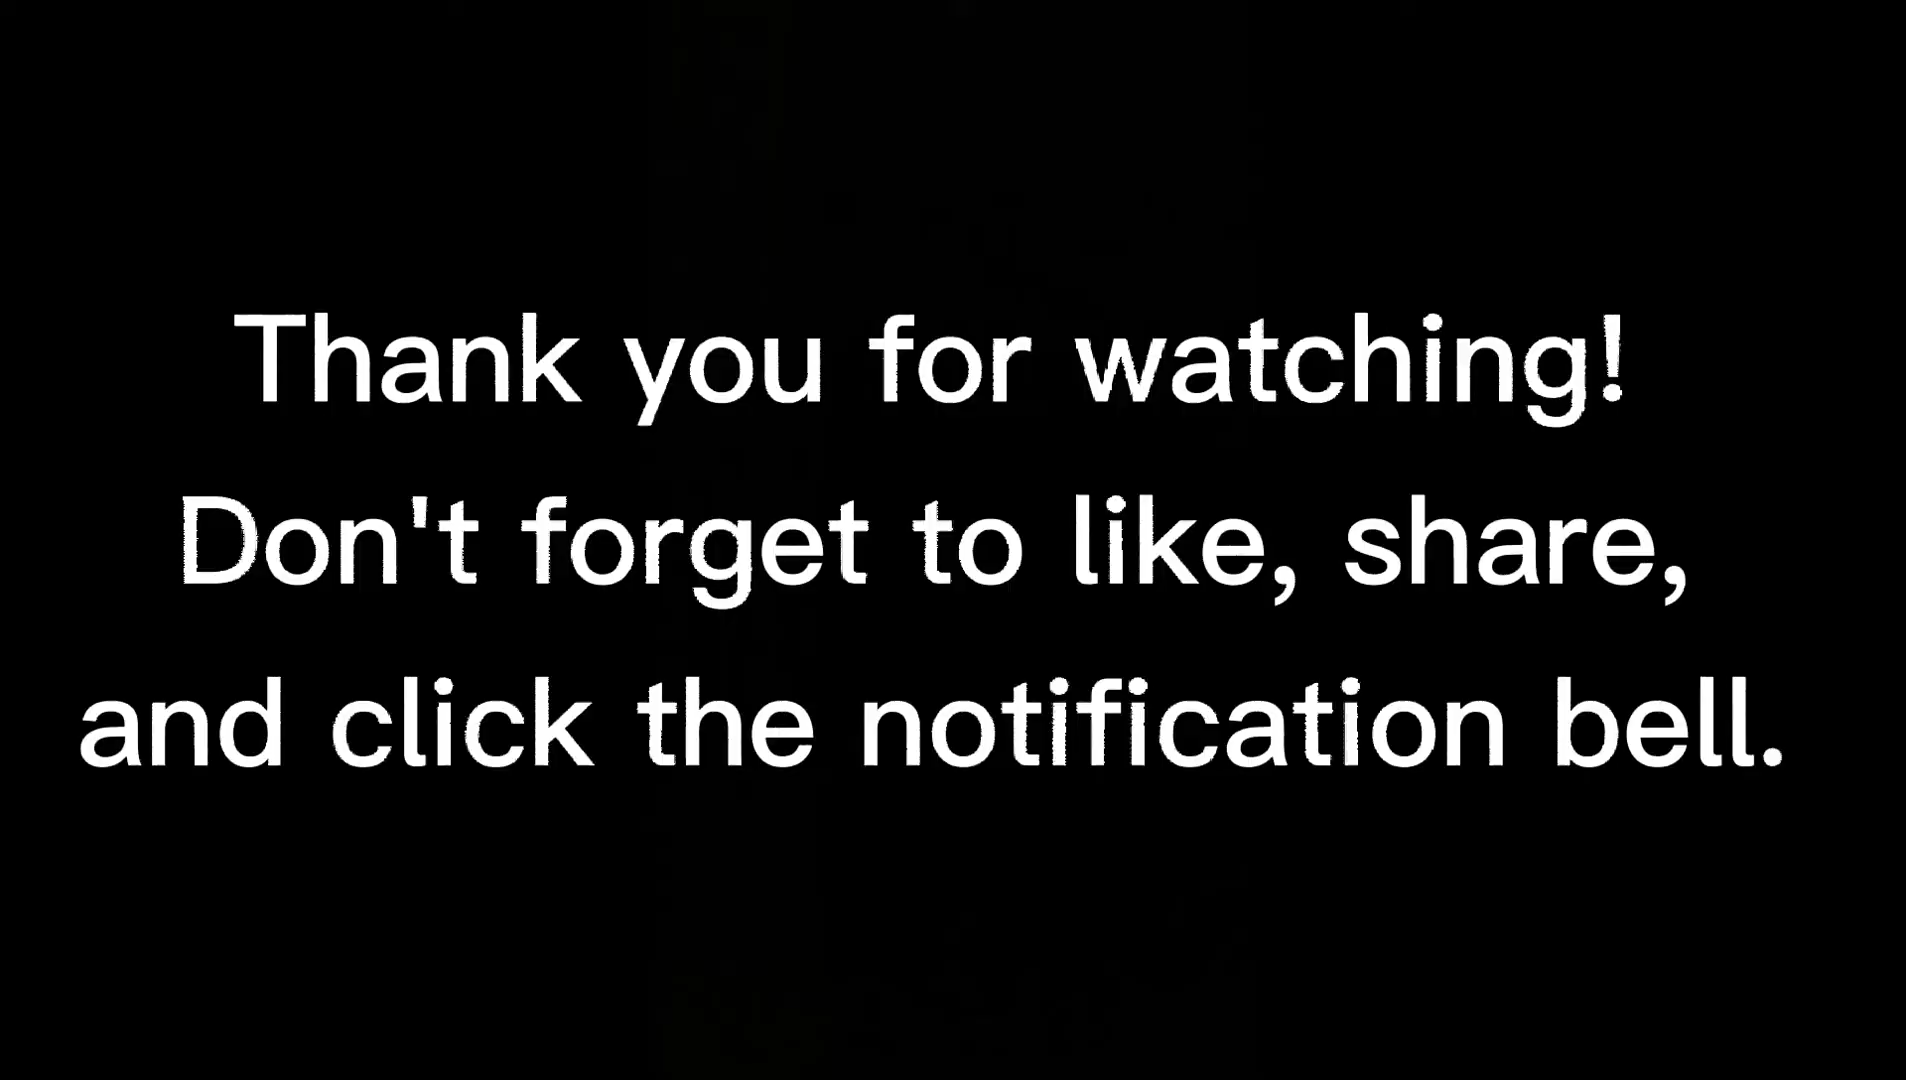 Thank you for watching!
Don't forget to like, share,
and click the notification bell.